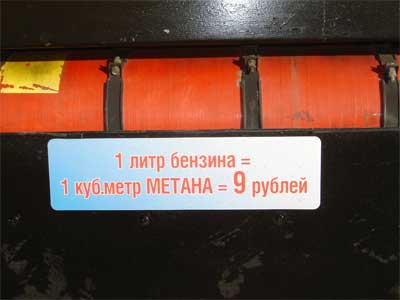 1 литр бензина =
1 куб.метр МЕТАНА = 9 рублей